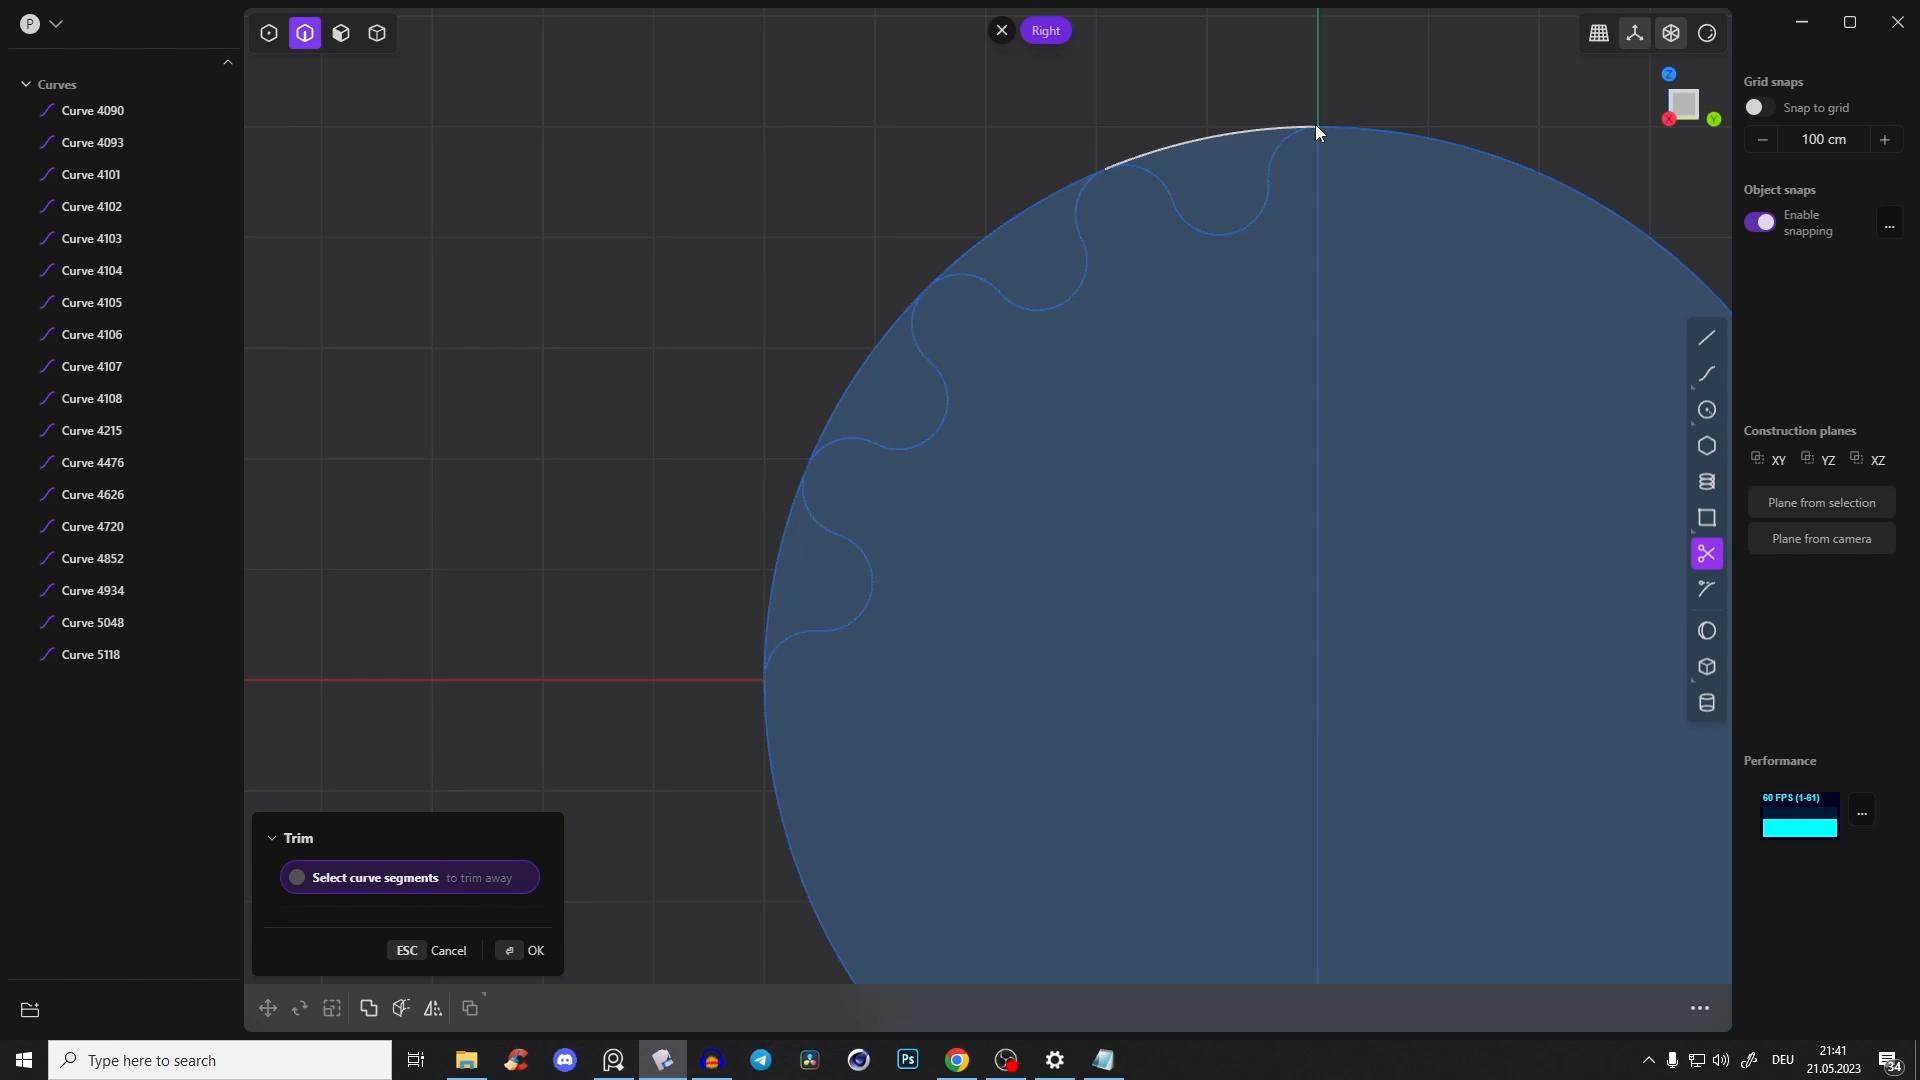 P
Right
Curves
Curve 4090
Curve 4093
Curve 4101
Curve 4102
Curve 4103
Curve 4104
Curve 4105
Curve 4106
Curve 4107
Curve 4108
Curve 4215
Curve 4476
Curve 4626
Curve 4720
Curve 4852
Curve 4934
Curve 5048
Curve 5118
Z
X
Y
Grid snaps
Snap to grid
100 cm
Object snaps
Enable
snapping
...
Construction planes
XY
YZ
XZ
Plane from selection
Plane from camera
Performance
60 FPS (1-61)
...
Trim
Select curve segments to trim away
ESC Cancel
OK
Type here to search
Ps
DEU
21:41
21.05.2023
34